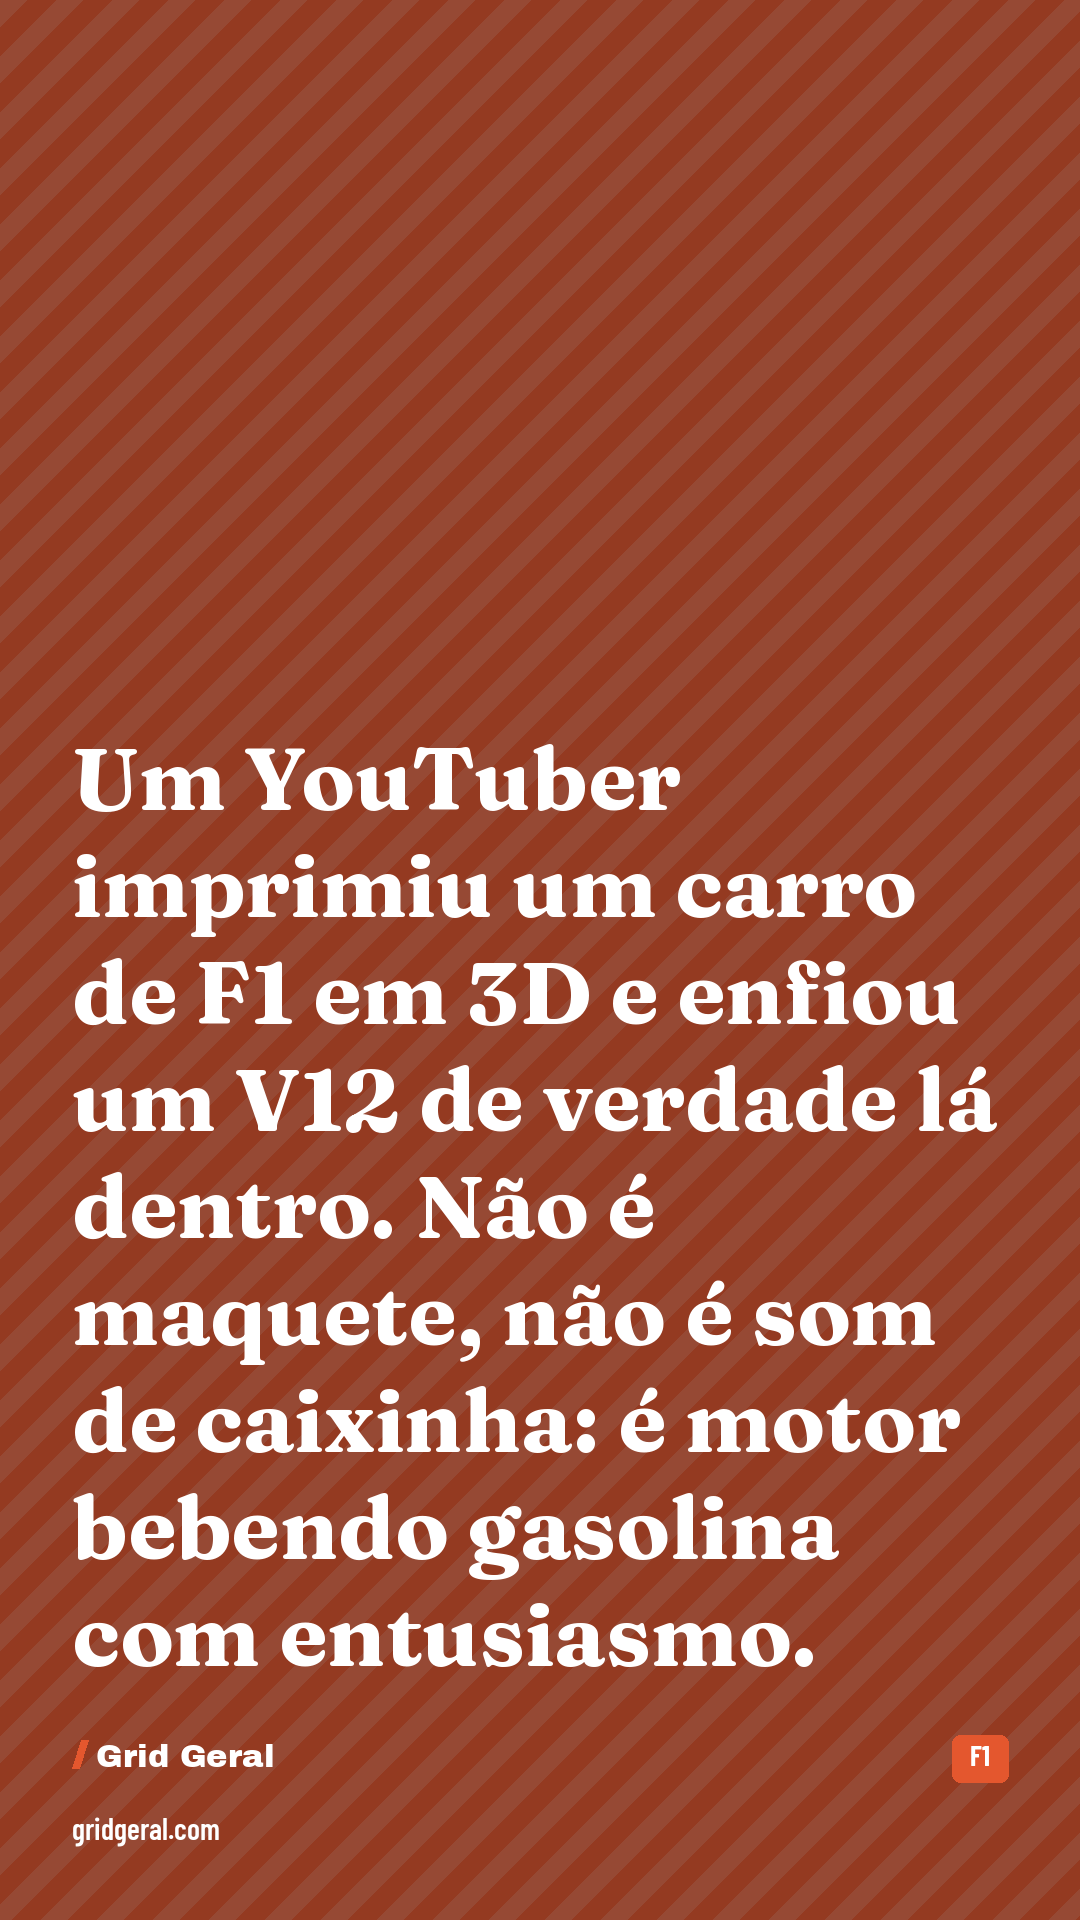 Um YouTuber
imprimiu um carro
de F1 em 3D e enfiou
um V12 de verdade lá
dentro. Não é
maquete, não é som
de caixinha: é motor
bebendo gasolina
com entusiasmo.
/ Grid Geral
F1
gridgeral.com